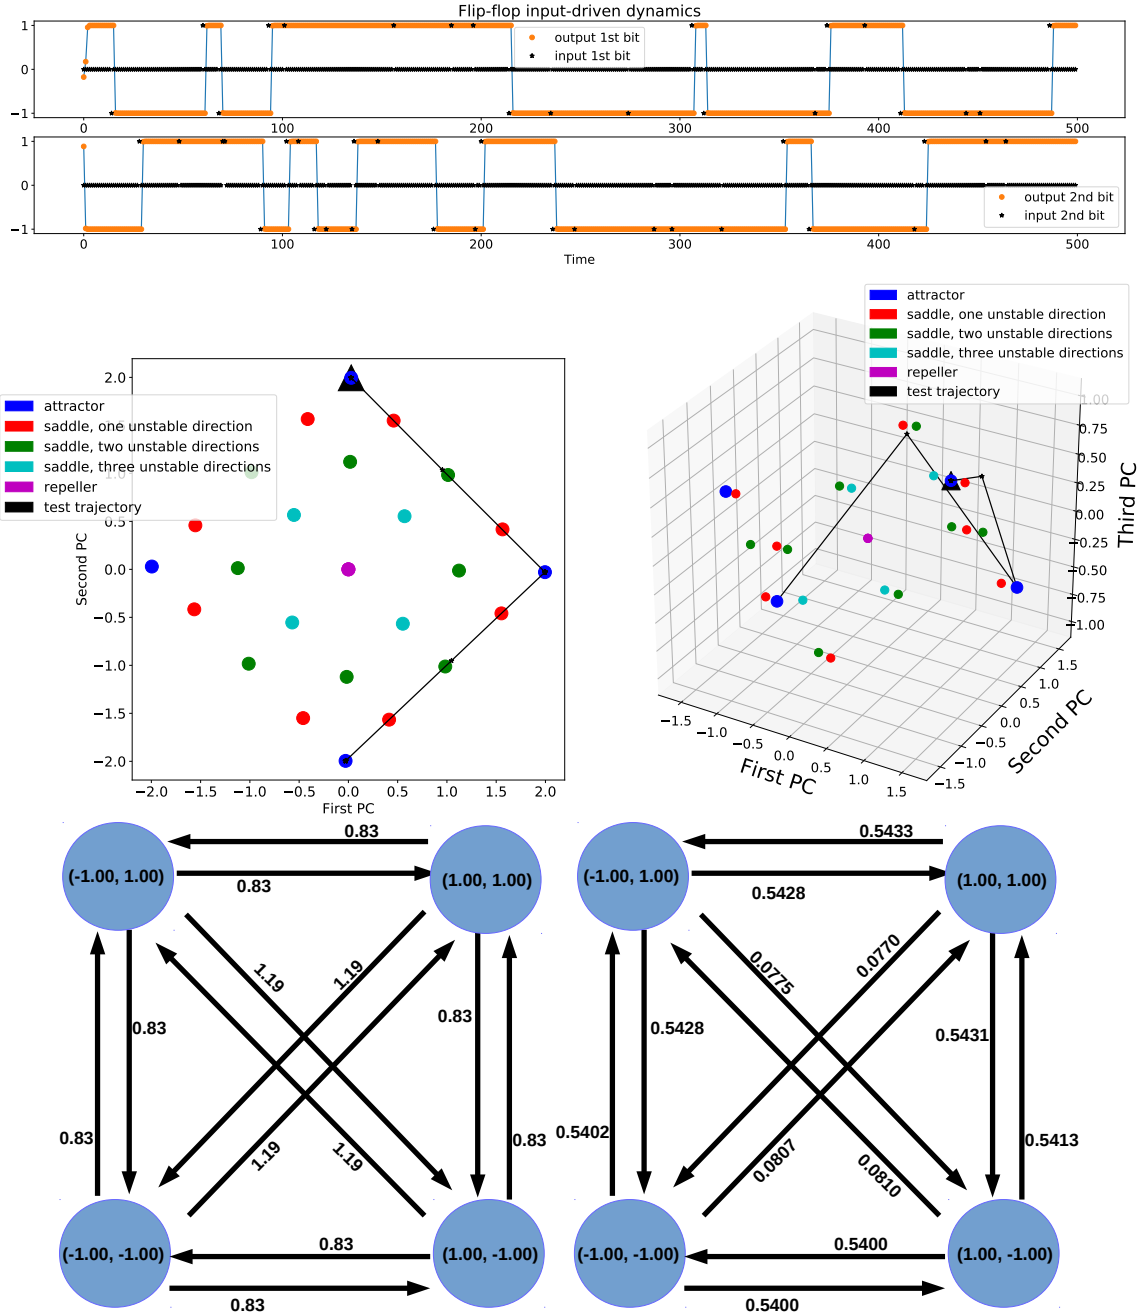 Flip-flop input-driven dynamics
1
0
−1
output 1st bit
input 1st bit
0 100 200 300 400 500
1
0
−1
output 2nd bit
input 2nd bit
0 100 200 300 400 500
Time
attractor
saddle, one unstable direction
saddle, two unstable directions
saddle, three unstable directions
repeller
test trajectory
2.0
0.5
0.0
−0.5
−1.0
−1.5
−2.0
Second PC
−2.0 −1.5 −1.0 −0.5 0.0 0.5 1.0 1.5 2.0
First PC
attractor
saddle, one unstable direction
saddle, two unstable directions
saddle, three unstable directions
repeller
test trajectory
1.00
0.75
0.50
0.25
0.00
−0.25
−0.50
−0.75
−1.00
Third PC
1.5
1.0
0.5
0.0
−0.5
−1.0
−1.5
Second PC
−1.5 −1.0 −0.5 0.0 0.5 1.0 1.5
First PC
(-1.00, 1.00)
0.83
0.83
(1.00, 1.00)
1.19
1.19
0.83
0.83
0.83
0.83
1.19
1.19
(-1.00, -1.00)
0.83
0.83
(1.00, -1.00)
(-1.00, 1.00)
0.5433
0.5428
(1.00, 1.00)
0.0775
0.0770
0.5428
0.5431
0.5402
0.5413
0.0807
0.0810
(-1.00, -1.00)
0.5400
0.5400
(1.00, -1.00)